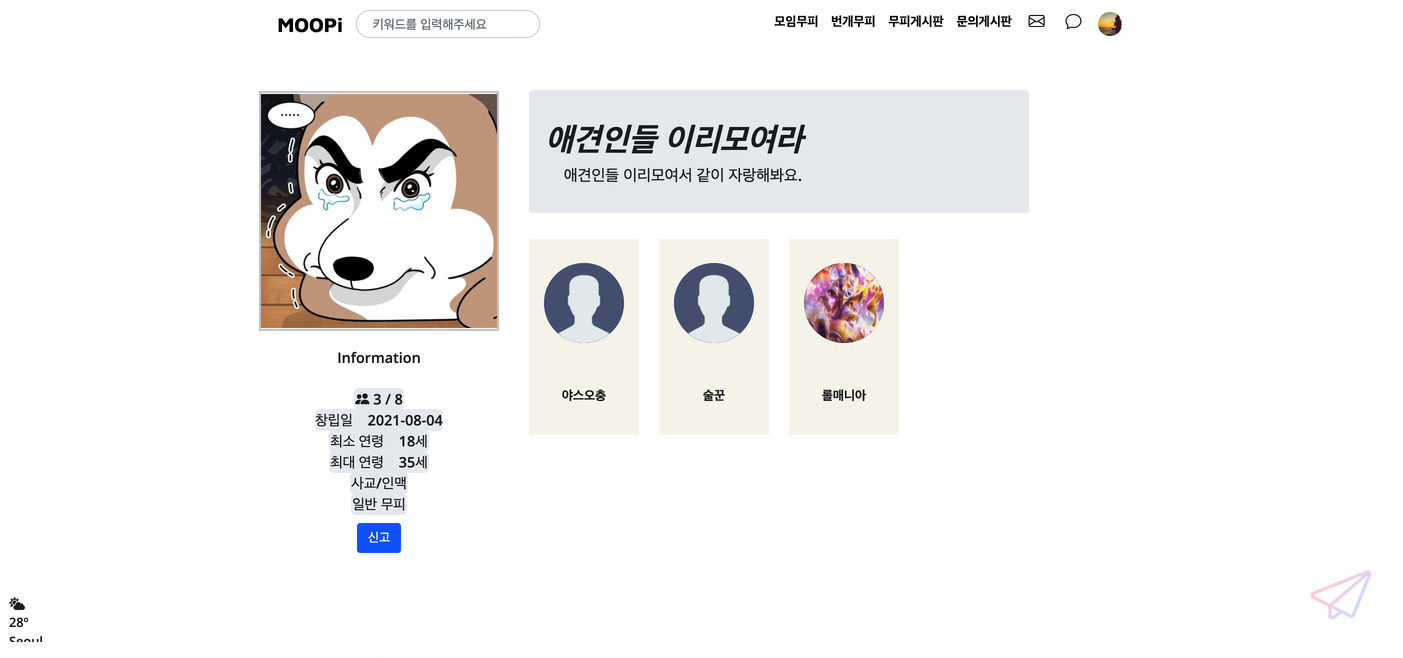 MOOPi
키워드를 입력해주세요
모임무피 번개무피 무피게시판 문의게시판
.....
애견인들 이리모여라
애견인들 이리모여서 같이 자랑해봐요.
야스오충
술꾼
롤매니아
Information
3 / 8
창립일 2021-08-04
최소 연령 18세
최대 연령 35세
사교/인맥
일반 무피
신고
28º
Seoul